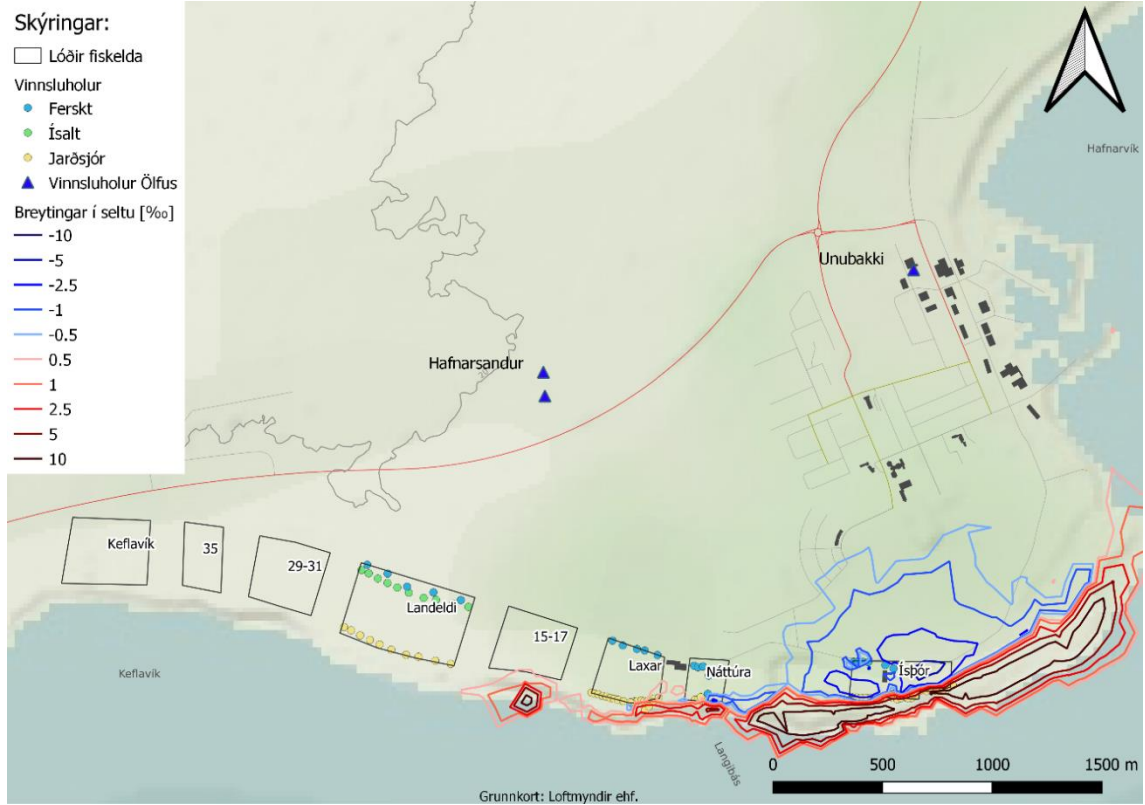 Skýringar:
Lóðir fiskelda
Vinnsluholur
Ferskt
Ísalt
Jarðsjór
Vinnsluholur Ölfus
Breytingar í seltu [‰]
-10
-5
-2.5
-1
-0.5
0.5
1
2.5
5
10
Hafnarvík
Unubakki
Hafnarsandur
Keflavík
35
29-31
Landeldi
15-17
Laxar
Náttúra
Ísþór
Keflavík
Langibás
0 500 1000 1500 m
Grunnkort: Loftmyndir ehf.